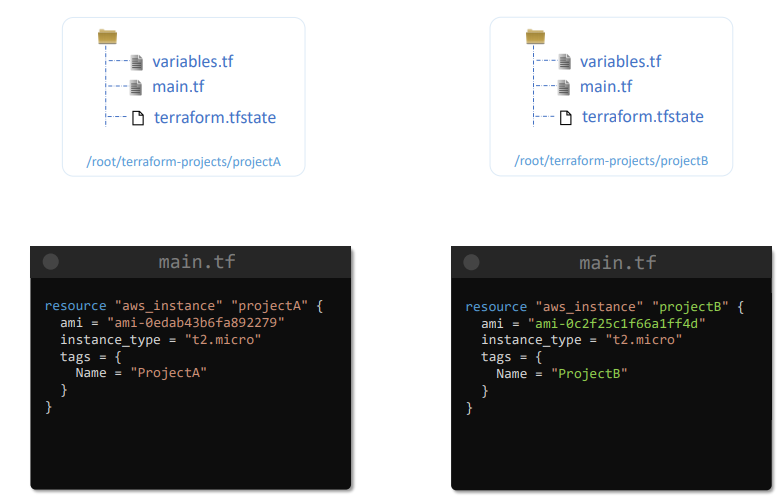 variables.tf
main.tf
terraform.tfstate
/root/terraform-projects/projectA
variables.tf
main.tf
terraform.tfstate
/root/terraform-projects/projectB
main.tf
resource "aws_instance" "projectA" {
  ami = "ami-0edab43b6fa892279"
  instance_type = "t2.micro"
  tags = {
    Name = "ProjectA"
  }
}
main.tf
resource "aws_instance" "projectB" {
  ami = "ami-0c2f25c1f66a1ff4d"
  instance_type = "t2.micro"
  tags = {
    Name = "ProjectB"
  }
}